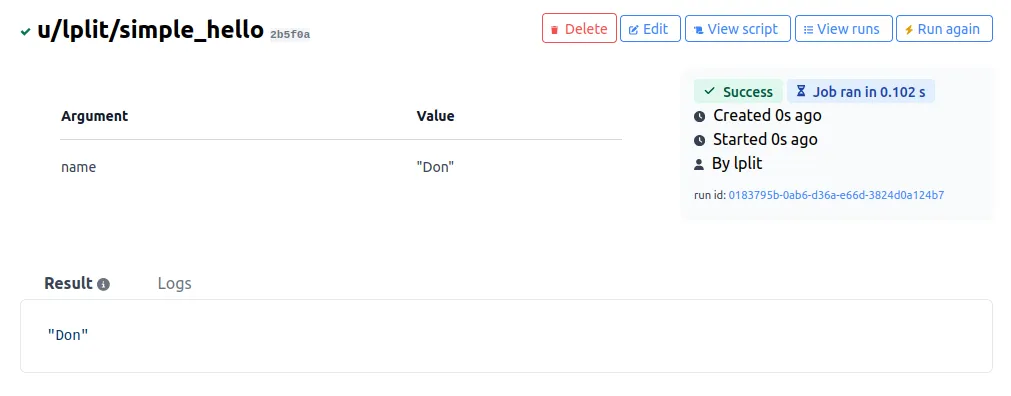 u/lplit/simple_hello 2b5f0a
Delete Edit View script View runs Run again
Argument Value
name "Don"
Success Job ran in 0.102 s
Created 0s ago
Started 0s ago
By lplit
run id: 0183795b-0ab6-d36a-e66d-3824d0a124b7
Result Logs
"Don"